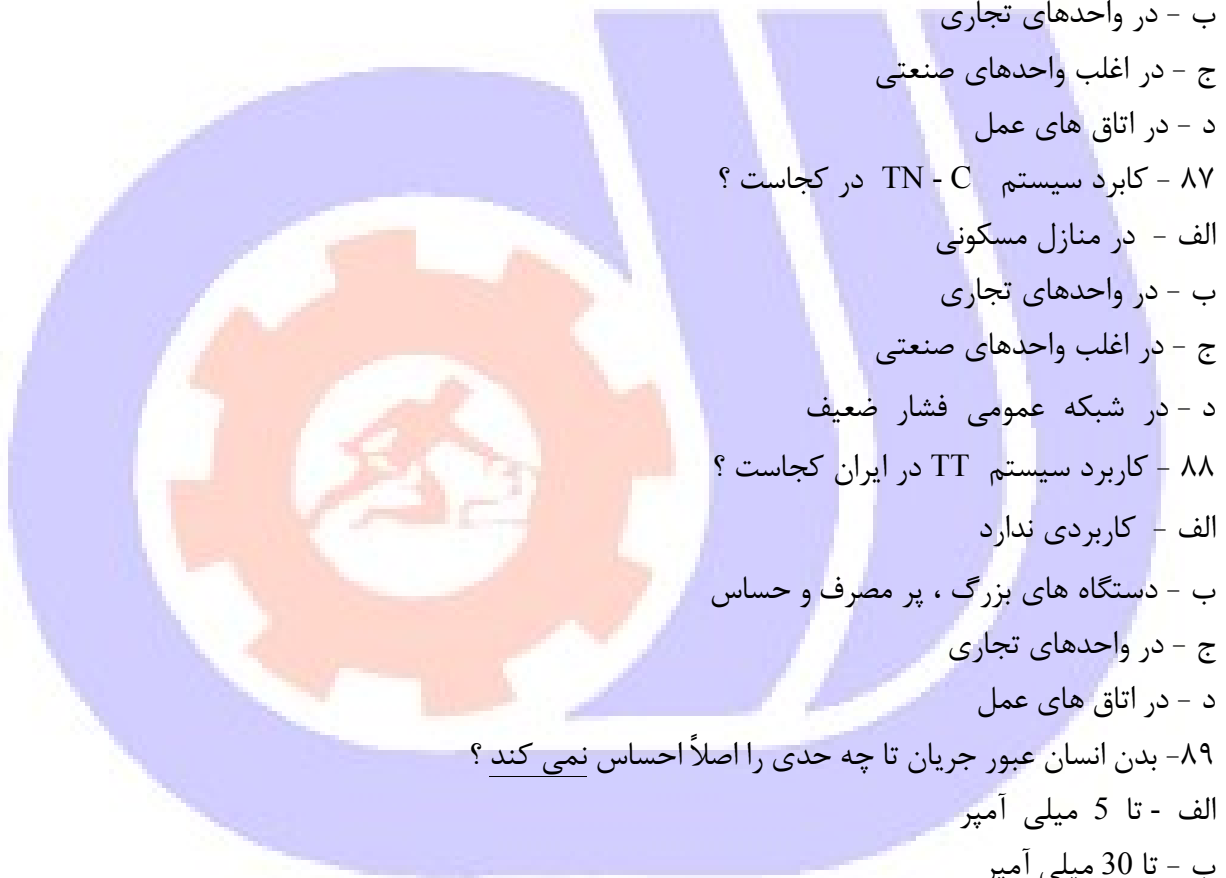 ب - در واحدهای تجاری
ج - در اغلب واحدهای صنعتی
د - در اتاق های عمل
۸۷ - کابرد سیستم TN - C در کجاست ؟
الف - در منازل مسکونی
ب - در واحدهای تجاری
ج - در اغلب واحدهای صنعتی
د - در شبکه عمومی فشار ضعیف
۸۸ - کاربرد سیستم TT در ایران کجاست ؟
الف - کاربردی ندارد
ب - دستگاه های بزرگ ، پر مصرف و حساس
ج - در واحدهای تجاری
د - در اتاق های عمل
۸۹- بدن انسان عبور جریان تا چه حدی را اصلاً احساس نمی کند ؟
الف - تا 5 میلی آمپر
ب - تا 30 میلی آمپر